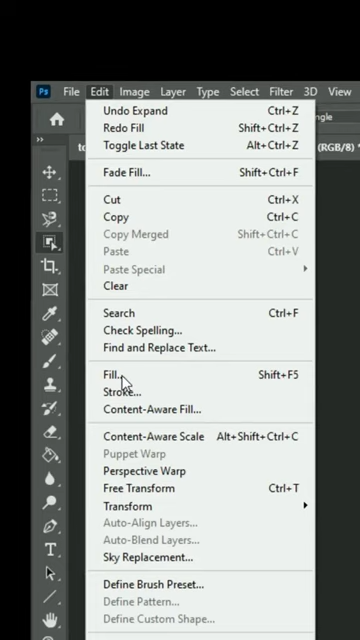 Ps File Edit Image Layer Type Select Filter 3D View
Undo Expand Ctrl+Z
Redo Fill Shift+Ctrl+Z
Toggle Last State Alt+Ctrl+Z
Fade Fill... Shift+Ctrl+F
Cut Ctrl+X
Copy Ctrl+C
Copy Merged Shift+Ctrl+C
Paste Ctrl+V
Paste Special
Clear
Search Ctrl+F
Check Spelling...
Find and Replace Text...
Fill... Shift+F5
Stroke...
Content-Aware Fill...
Content-Aware Scale Alt+Shift+Ctrl+C
Puppet Warp
Perspective Warp
Free Transform Ctrl+T
Transform
Auto-Align Layers...
Auto-Blend Layers...
Sky Replacement...
Define Brush Preset...
Define Pattern...
Define Custom Shape...
angle
to
(RGB/8) *
T